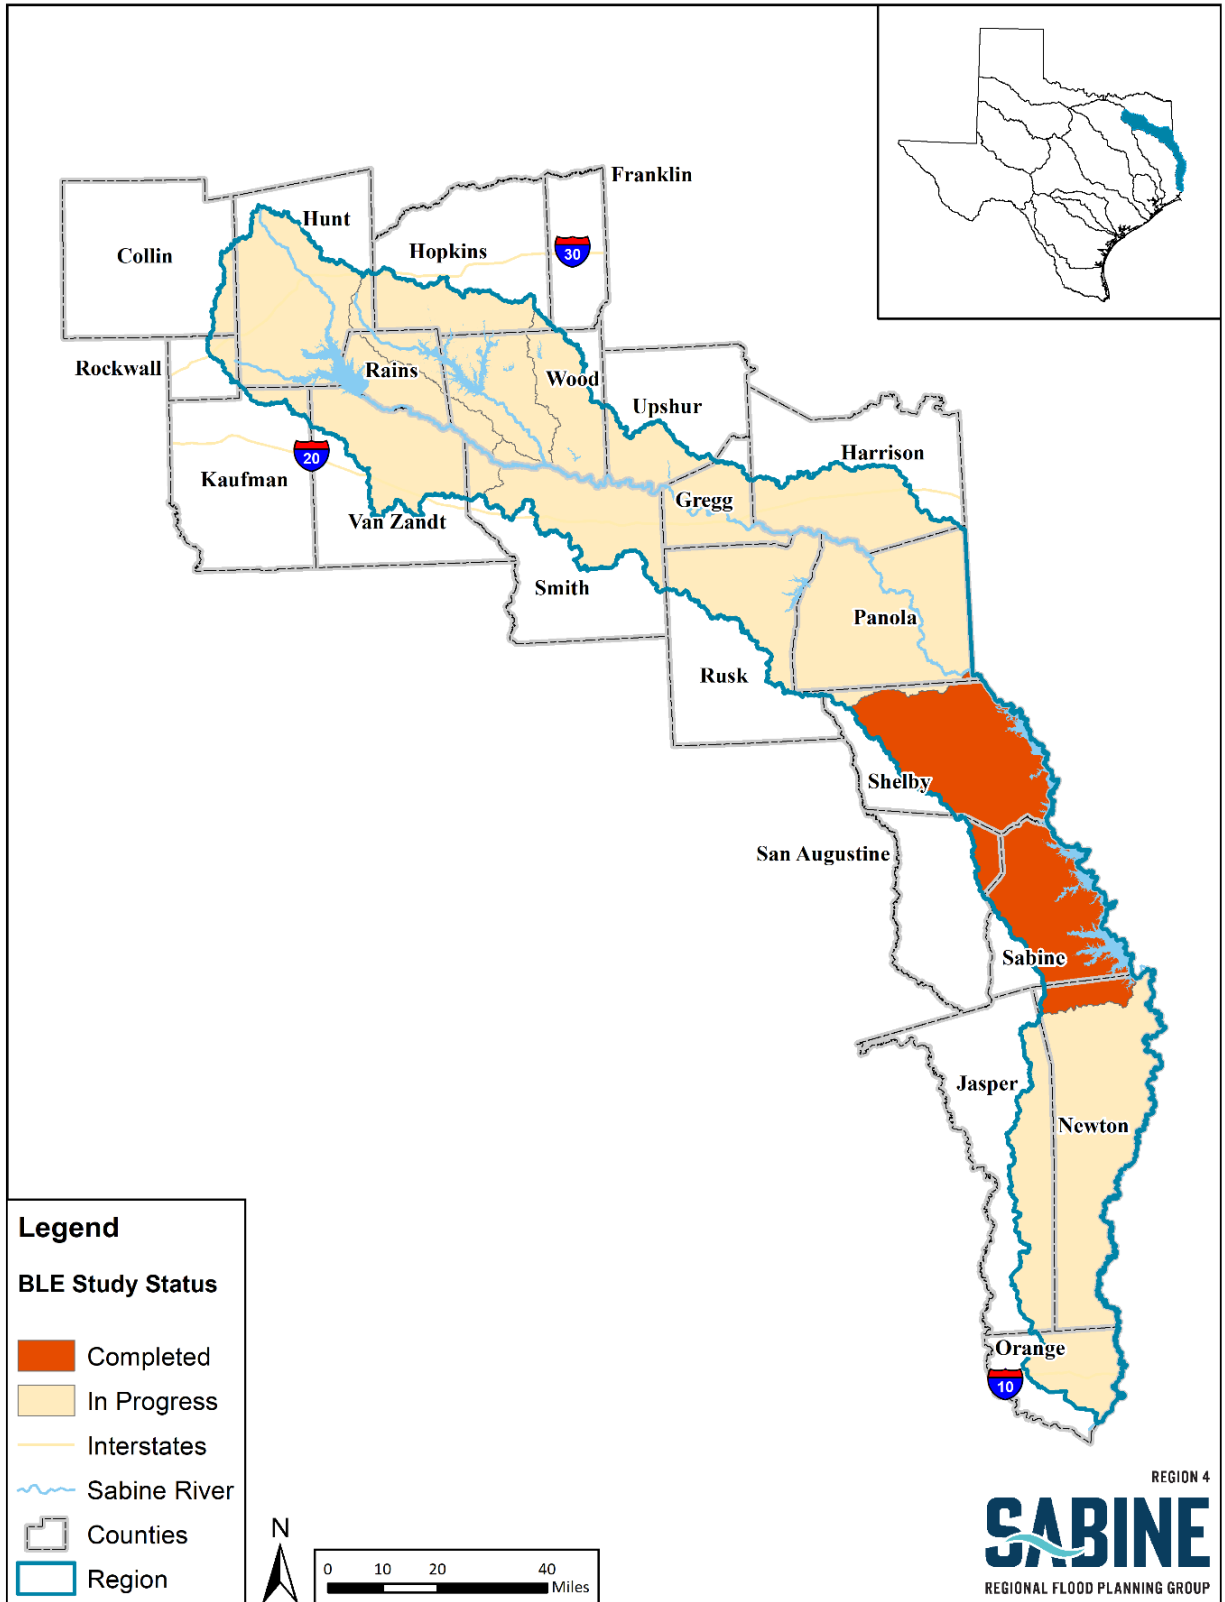 Franklin
Hunt
Collin
Hopkins
30
Rockwall
Rains
Wood
Upshur
20
Kaufman
Harrison
Gregg
Van Zandt
Smith
Panola
Rusk
Shelby
San Augustine
Sabine
Jasper
Newton
Orange
10
Legend
BLE Study Status
Completed
In Progress
Interstates
Sabine River
Counties
Region
N
0 10 20 40
Miles
REGION 4
SABINE
REGIONAL FLOOD PLANNING GROUP